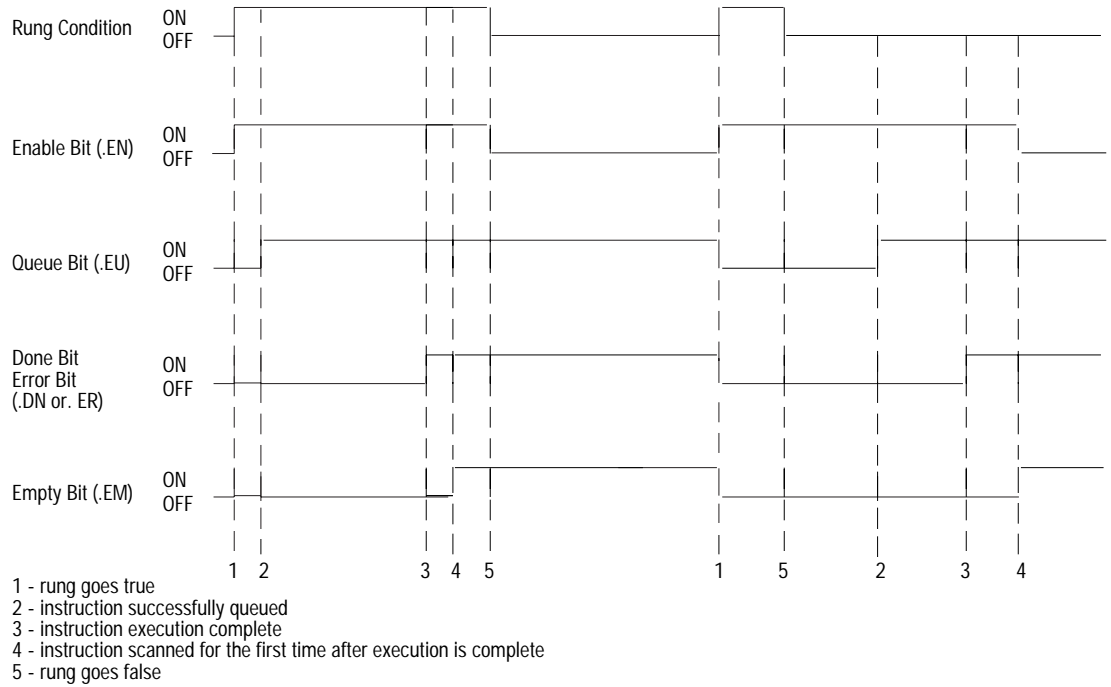 Rung Condition ON
OFF
Enable Bit (.EN) ON
OFF
Queue Bit (.EU) ON
OFF
Done Bit
Error Bit
(.DN or. ER)
ON
OFF
Empty Bit (.EM) ON
OFF
1 2 3 4 5 1 5 2 3 4
1 - rung goes true
2 - instruction successfully queued
3 - instruction execution complete
4 - instruction scanned for the first time after execution is complete
5 - rung goes false